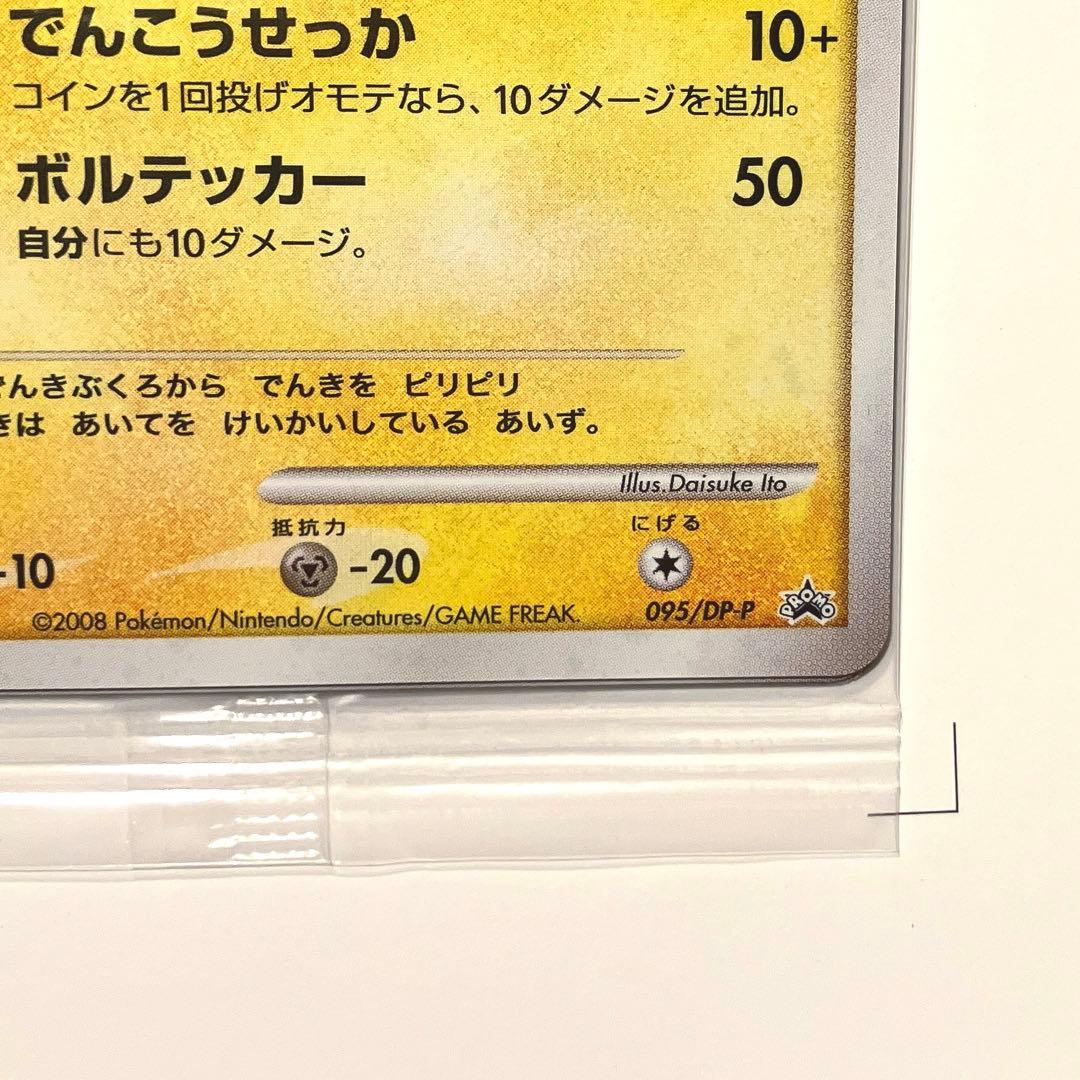 でんこうせっか 10+
コインを1回投げオモテなら、10ダメージを追加。
ボルテッカー 50
自分にも10ダメージ。
でんきぶくろから でんきを ピリピリ
きは あいてを けいかいしている あいず。
Illus.Daisuke Ito
抵抗力 にげる
-10 -20
©2008 Pokémon/Nintendo/Creatures/GAME FREAK. 095/DP-P PROMO